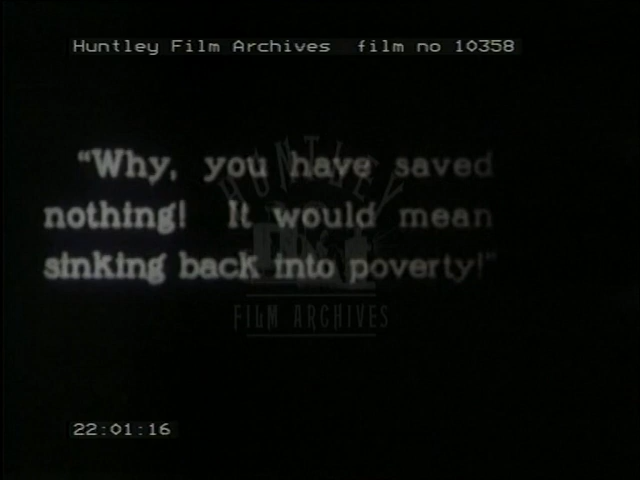 Huntley Film Archives film no 10358
“Why, you have saved
nothing! It would mean
sinking back into poverty!”
HUNTLEY
FILM ARCHIVES
22:01:16